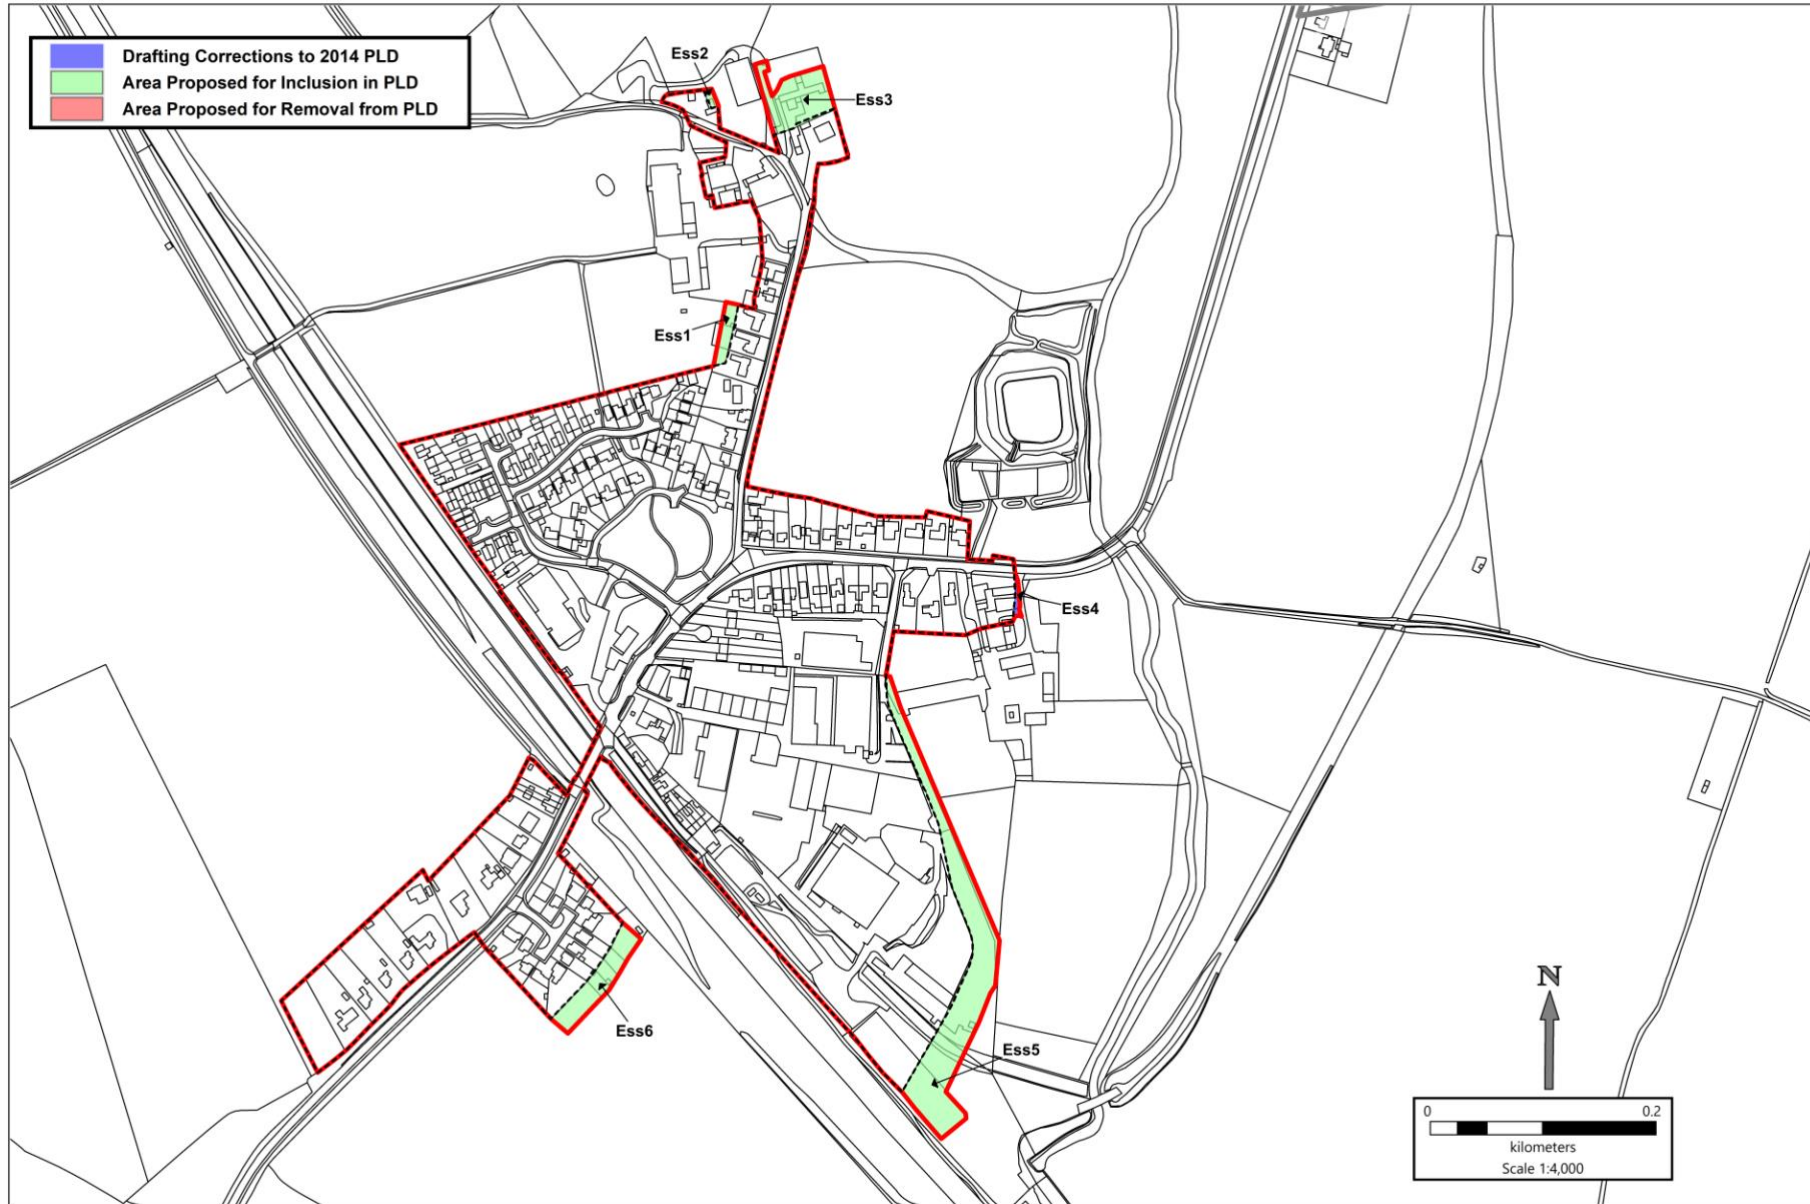 Drafting Corrections to 2014 PLD
Area Proposed for Inclusion in PLD
Area Proposed for Removal from PLD
Ess2
Ess3
Ess1
Ess4
Ess6
Ess5
N
0 0.2
kilometers
Scale 1:4,000